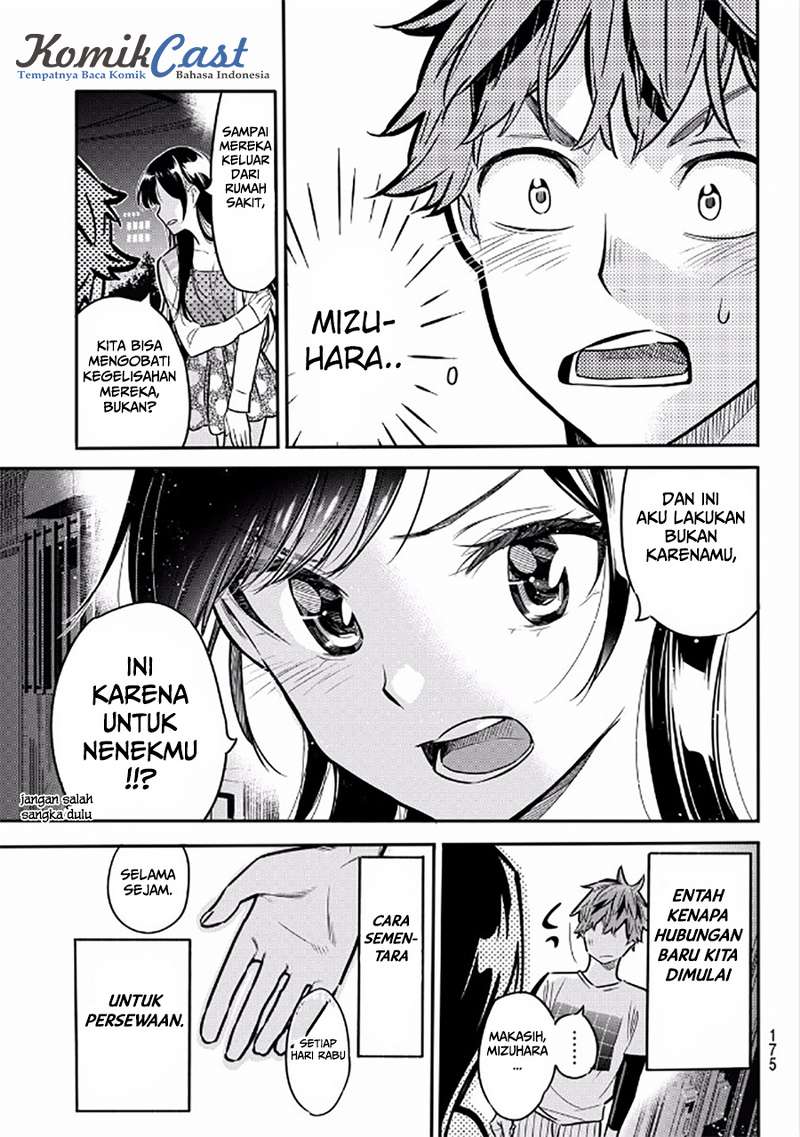 KomikCast
Tempatnya Baca Komik Bahasa Indonesia
MIZU-
HARA..
SAMPAI
MEREKA
KELUAR
DARI
RUMAH
SAKIT,
KITA BISA
MENGOBATI
KEGELISAHAN
MEREKA,
BUKAN?
DAN INI
AKU LAKUKAN
BUKAN
KARENAMU,
INI
KARENA
UNTUK
NENEKMU
!!?
jangan salah
sangka dulu
ENTAH
KENAPA
HUBUNGAN
BARU KITA
DIMULAI
......
MAKASIH,
MIZUHARA
...
CARA
SEMEN-
TARA
SELAMA
SEJAM.
SETIAP
HARI RABU
UNTUK
PERSEWAAN.
175